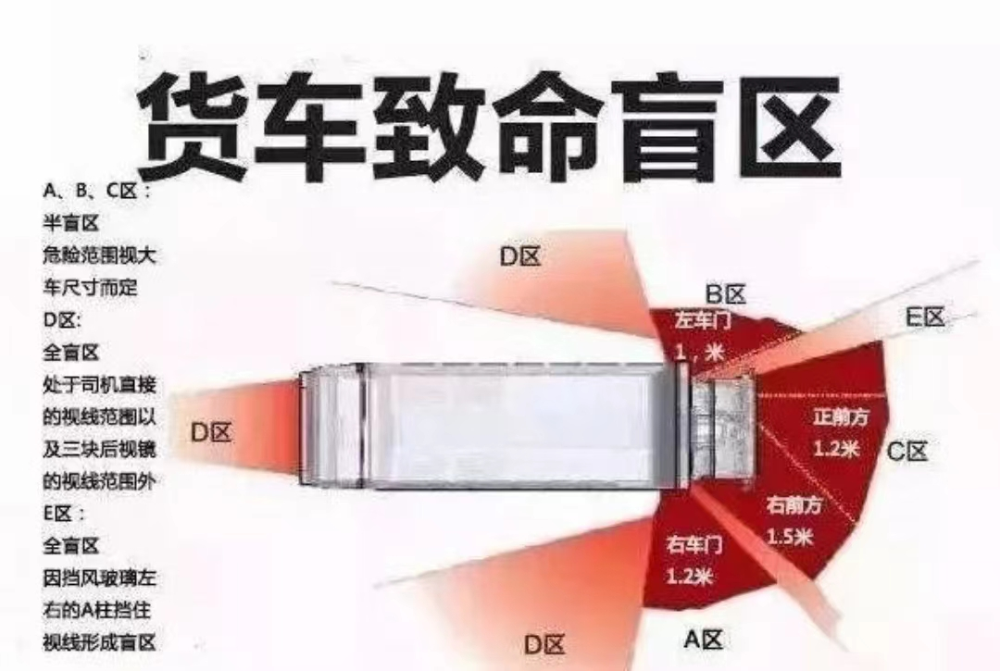 货车致命盲区
A、B、C区：
半盲区
危险范围视大
车尺寸而定
D区:
全盲区
处于司机直接
的视线范围以
及三块后视镜
的视线范围外
E区：
全盲区
因挡风玻璃左
右的A柱挡住
视线形成盲区
D区
B区
左车门
1，米
E区
D区
正前方
1.2米
C区
右前方
1.5米
右车门
1.2米
D区
A区